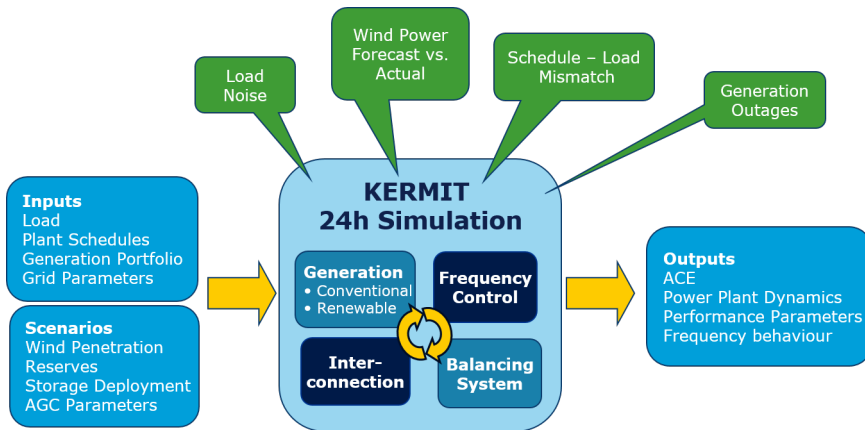 Load
Noise
Wind Power
Forecast vs.
Actual
Schedule – Load
Mismatch
Generation
Outages
Inputs
Load
Plant Schedules
Generation Portfolio
Grid Parameters
Scenarios
Wind Penetration
Reserves
Storage Deployment
AGC Parameters
KERMIT
24h Simulation
Generation
• Conventional
• Renewable
Frequency
Control
Inter-
connection
Balancing
System
Outputs
ACE
Power Plant Dynamics
Performance Parameters
Frequency behaviour